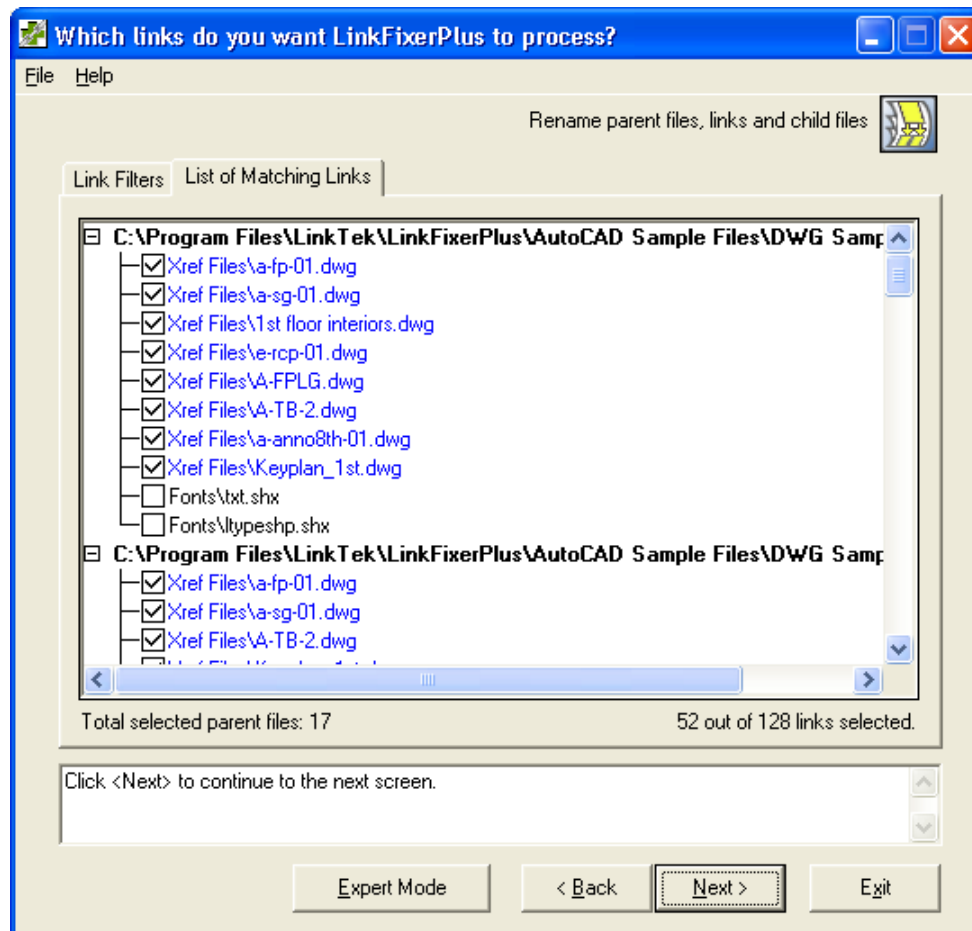 Which links do you want LinkFixerPlus to process?
File Help
Rename parent files, links and child files
Link Filters List of Matching Links
C:\Program Files\LinkTek\LinkFixerPlus\AutoCAD Sample Files\DWG Samp
Xref Files\a-fp-01.dwg
Xref Files\a-sg-01.dwg
Xref Files\1st floor interiors.dwg
Xref Files\e-rcp-01.dwg
Xref Files\A-FPLG.dwg
Xref Files\A-TB-2.dwg
Xref Files\a-anno8th-01.dwg
Xref Files\Keyplan_1st.dwg
Fonts\txt.shx
Fonts\ltypeshp.shx
C:\Program Files\LinkTek\LinkFixerPlus\AutoCAD Sample Files\DWG Samp
Xref Files\a-fp-01.dwg
Xref Files\a-sg-01.dwg
Xref Files\A-TB-2.dwg
Total selected parent files: 17
52 out of 128 links selected.
Click <Next> to continue to the next screen.
Expert Mode < Back Next > Exit